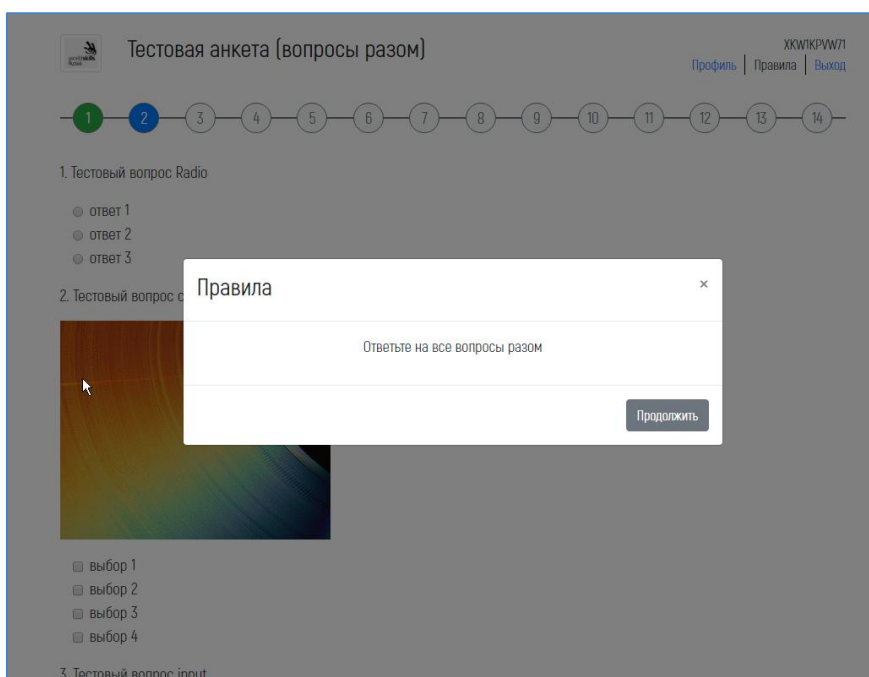 worldskills
Russia
Тестовая анкета (вопросы разом)
XKW1KPVW71
Профиль | Правила | Выход
1 2 3 4 5 6 7 8 9 10 11 12 13 14
1. Тестовый вопрос Radio
ответ 1
ответ 2
ответ 3
Правила ×
2. Тестовый вопрос с
Ответьте на все вопросы разом
Продолжить
выбор 1
выбор 2
выбор 3
выбор 4
3. Тестовый вопрос input